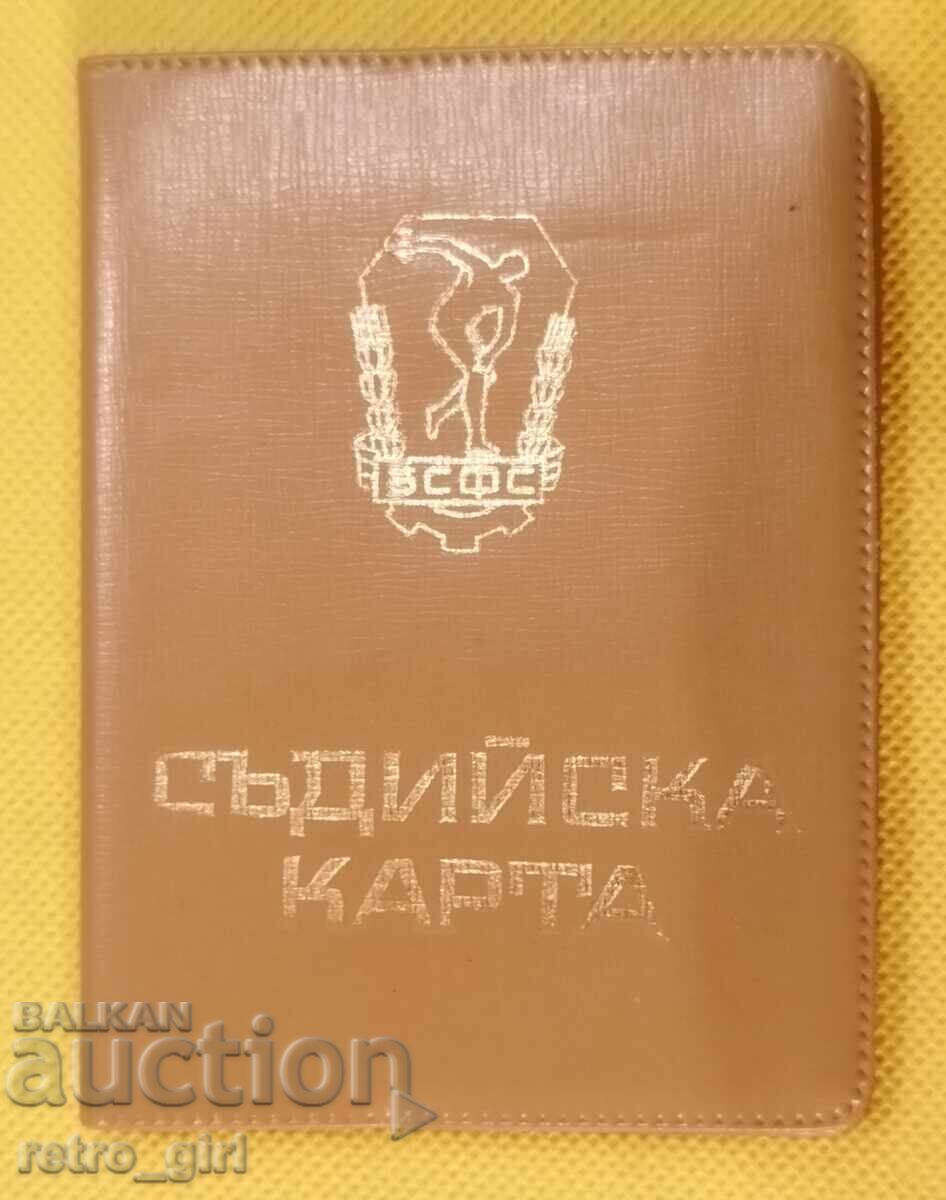 БСФС
СЪДИЙСКА
КАРТА
BALKAN
auction
retro_girl